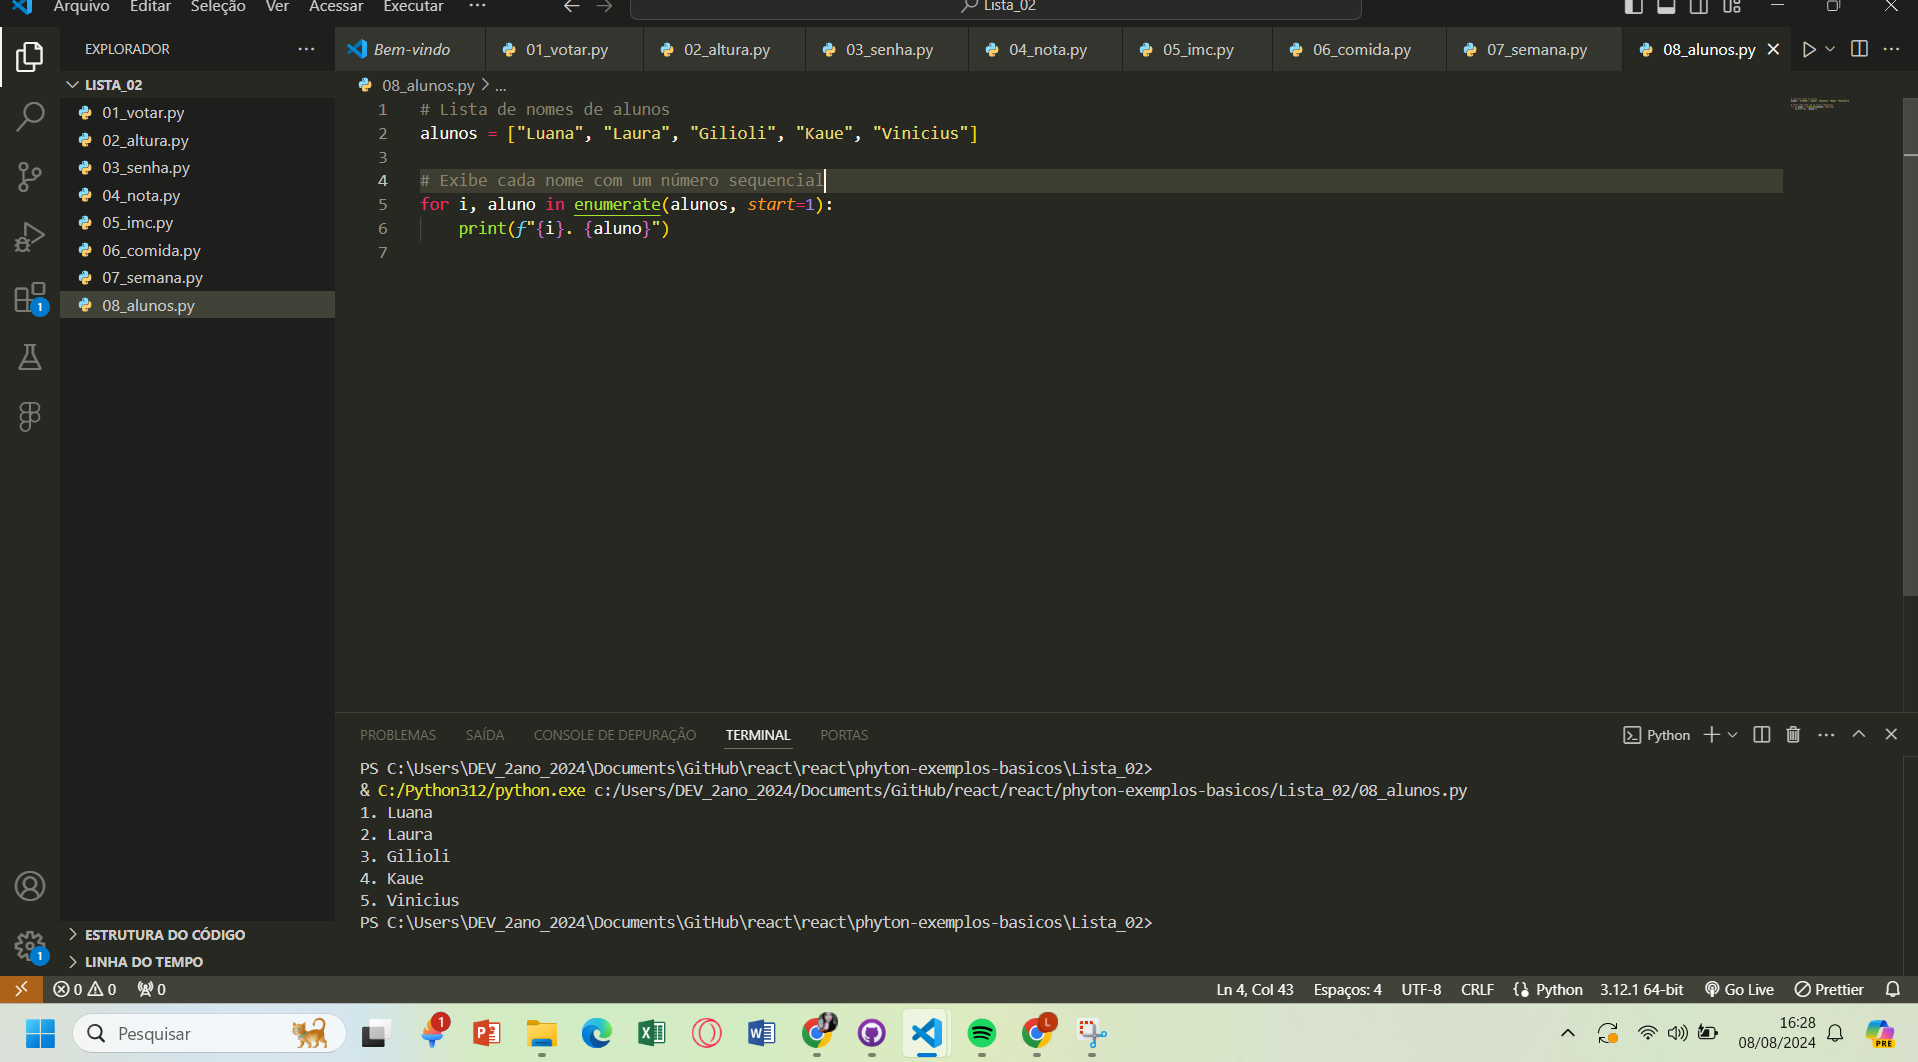 Arquivo Editar Seleção Ver Acessar Executar ··· Lista_02
EXPLORADOR ···
Bem-vindo 01_votar.py 02_altura.py 03_senha.py 04_nota.py 05_imc.py 06_comida.py 07_semana.py 08_alunos.py
LISTA_02
01_votar.py
02_altura.py
03_senha.py
04_nota.py
05_imc.py
06_comida.py
07_semana.py
08_alunos.py
1
08_alunos.py > ...
1 # Lista de nomes de alunos
2 alunos = ["Luana", "Laura", "Gilioli", "Kaue", "Vinicius"]
3
4 # Exibe cada nome com um número sequencial
5 for i, aluno in enumerate(alunos, start=1):
6 print(f"{i}. {aluno}")
7
PROBLEMAS SAÍDA CONSOLE DE DEPURAÇÃO TERMINAL PORTAS Python
PS C:\Users\DEV_2ano_2024\Documents\GitHub\react\react\phyton-exemplos-basicos\Lista_02>
& C:/Python312/python.exe c:/Users/DEV_2ano_2024/Documents/GitHub/react/react/phyton-exemplos-basicos/Lista_02/08_alunos.py
1. Luana
2. Laura
3. Gilioli
4. Kaue
5. Vinicius
PS C:\Users\DEV_2ano_2024\Documents\GitHub\react\react\phyton-exemplos-basicos\Lista_02>
ESTRUTURA DO CÓDIGO
LINHA DO TEMPO
1
0 0 0 Ln 4, Col 43 Espaços: 4 UTF-8 CRLF Python 3.12.1 64-bit Go Live Prettier
Pesquisar 1 L 16:28
08/08/2024
PRE